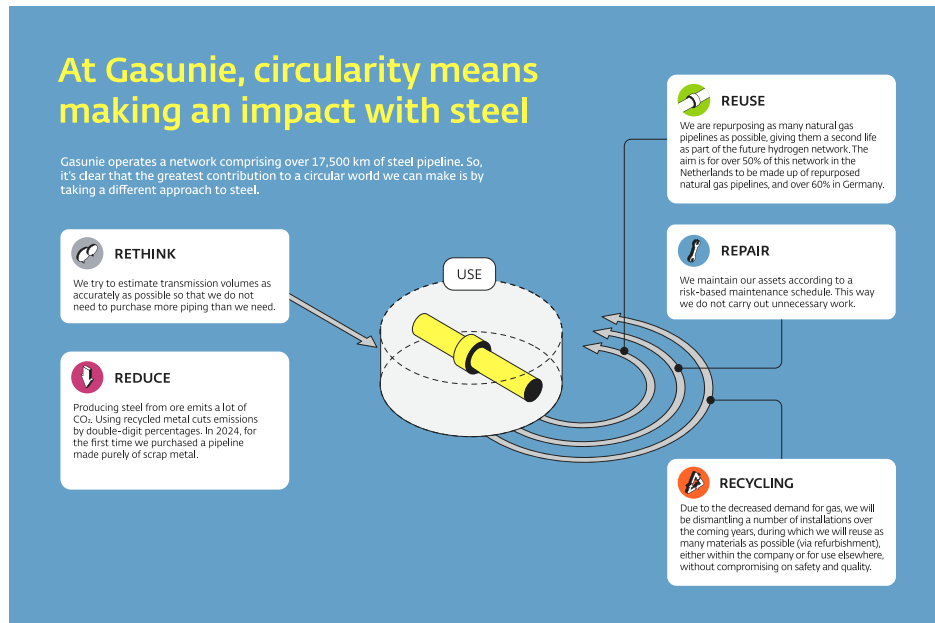 At Gasunie, circularity means
making an impact with steel
Gasunie operates a network comprising over 17,500 km of steel pipeline. So,
it's clear that the greatest contribution to a circular world we can make is by
taking a different approach to steel.
RETHINK
We try to estimate transmission volumes as
accurately as possible so that we do not
need to purchase more piping than we need.
REDUCE
Producing steel from ore emits a lot of
CO₂. Using recycled metal cuts emissions
by double-digit percentages. In 2024, for
the first time we purchased a pipeline
made purely of scrap metal.
USE
REUSE
We are repurposing as many natural gas
pipelines as possible, giving them a second life
as part of the future hydrogen network. The
aim is for over 50% of this network in the
Netherlands to be made up of repurposed
natural gas pipelines, and over 60% in Germany.
REPAIR
We maintain our assets according to a
risk-based maintenance schedule. This way
we do not carry out unnecessary work.
RECYCLING
Due to the decreased demand for gas, we will
be dismantling a number of installations over
the coming years, during which we will reuse as
many materials as possible (via refurbishment),
either within the company or for use elsewhere,
without compromising on safety and quality.